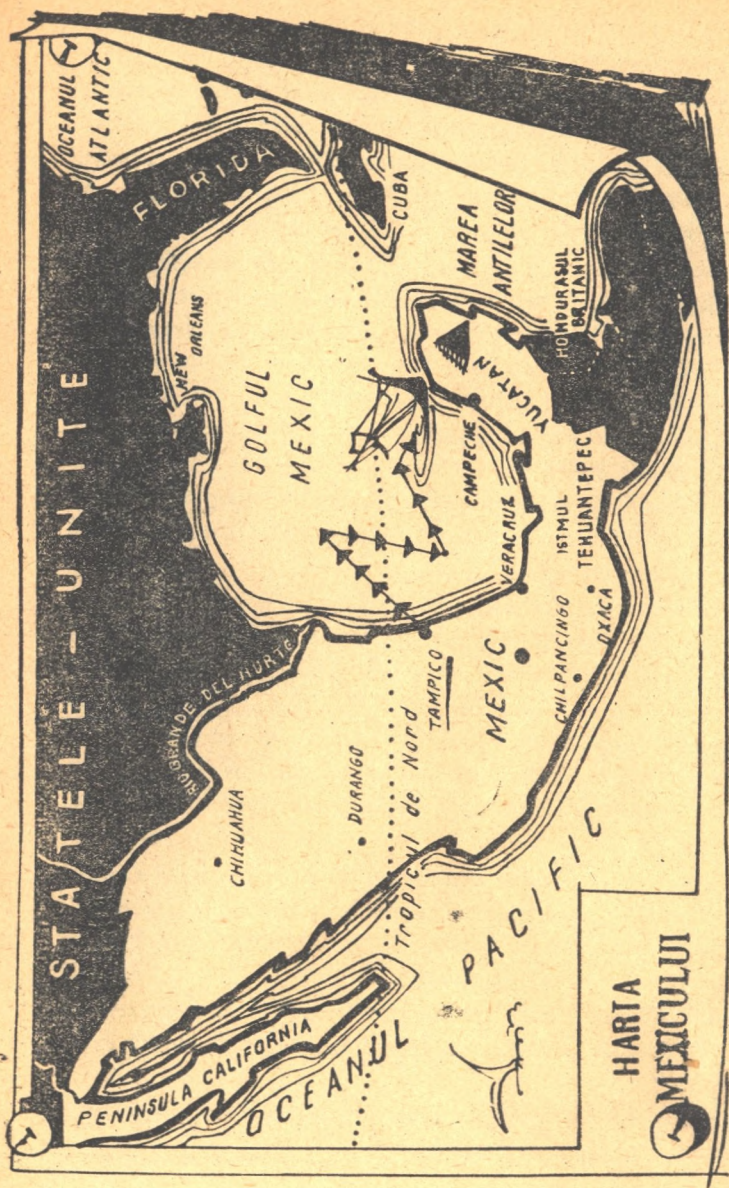 STATELE-UNITE
OCEANUL
ATLANTIC
FLORIDA
NEW
ORLEANS
GOLFUL
MEXIC
CUBA
MAREA
ANTILELOR
HONDURASUL
BRITANIC
YUCATAN
CAMPECHE
VERACRUZ
ISTMUL
TEHUANTEPEC
OXACA
CHILPANCINGO
MEXIC
TAMPICO
RIO GRANDE DEL NORTE
CHIHUAHUA
DURANGO
Tropicul de Nord
PENINSULA CALIFORNIA
OCEANUL PACIFIC
HARTA
MEXICULUI